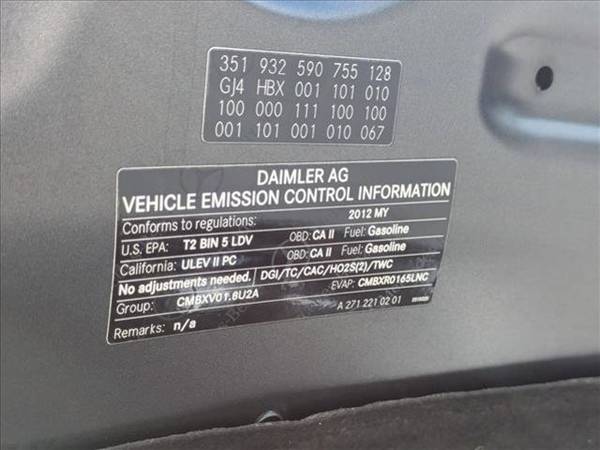 351 932 590 755 128
GJ4 HBX 001 101 010
100 000 111 100 100
001 101 001 010 067
DAIMLER AG
VEHICLE EMISSION CONTROL INFORMATION
Conforms to regulations: 2012 MY
U.S. EPA: T2 BIN 5 LDV OBD: CA II Fuel: Gasoline
California: ULEV II PC OBD: CA II Fuel: Gasoline
No adjustments needed. DGI/TC/CAC/HO2S(2)/TWC
Group: CMBXV01.8U2A EVAP: CMBXR0165LNC
Remarks: n/a A 271 221 02 01